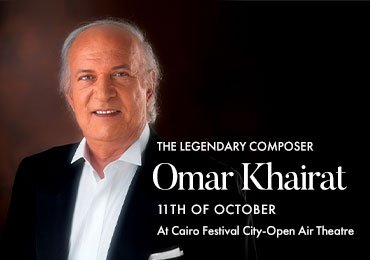 THE LEGENDARY COMPOSER
Omar Khairat
11TH OF OCTOBER
At Cairo Festival City-Open Air Theatre